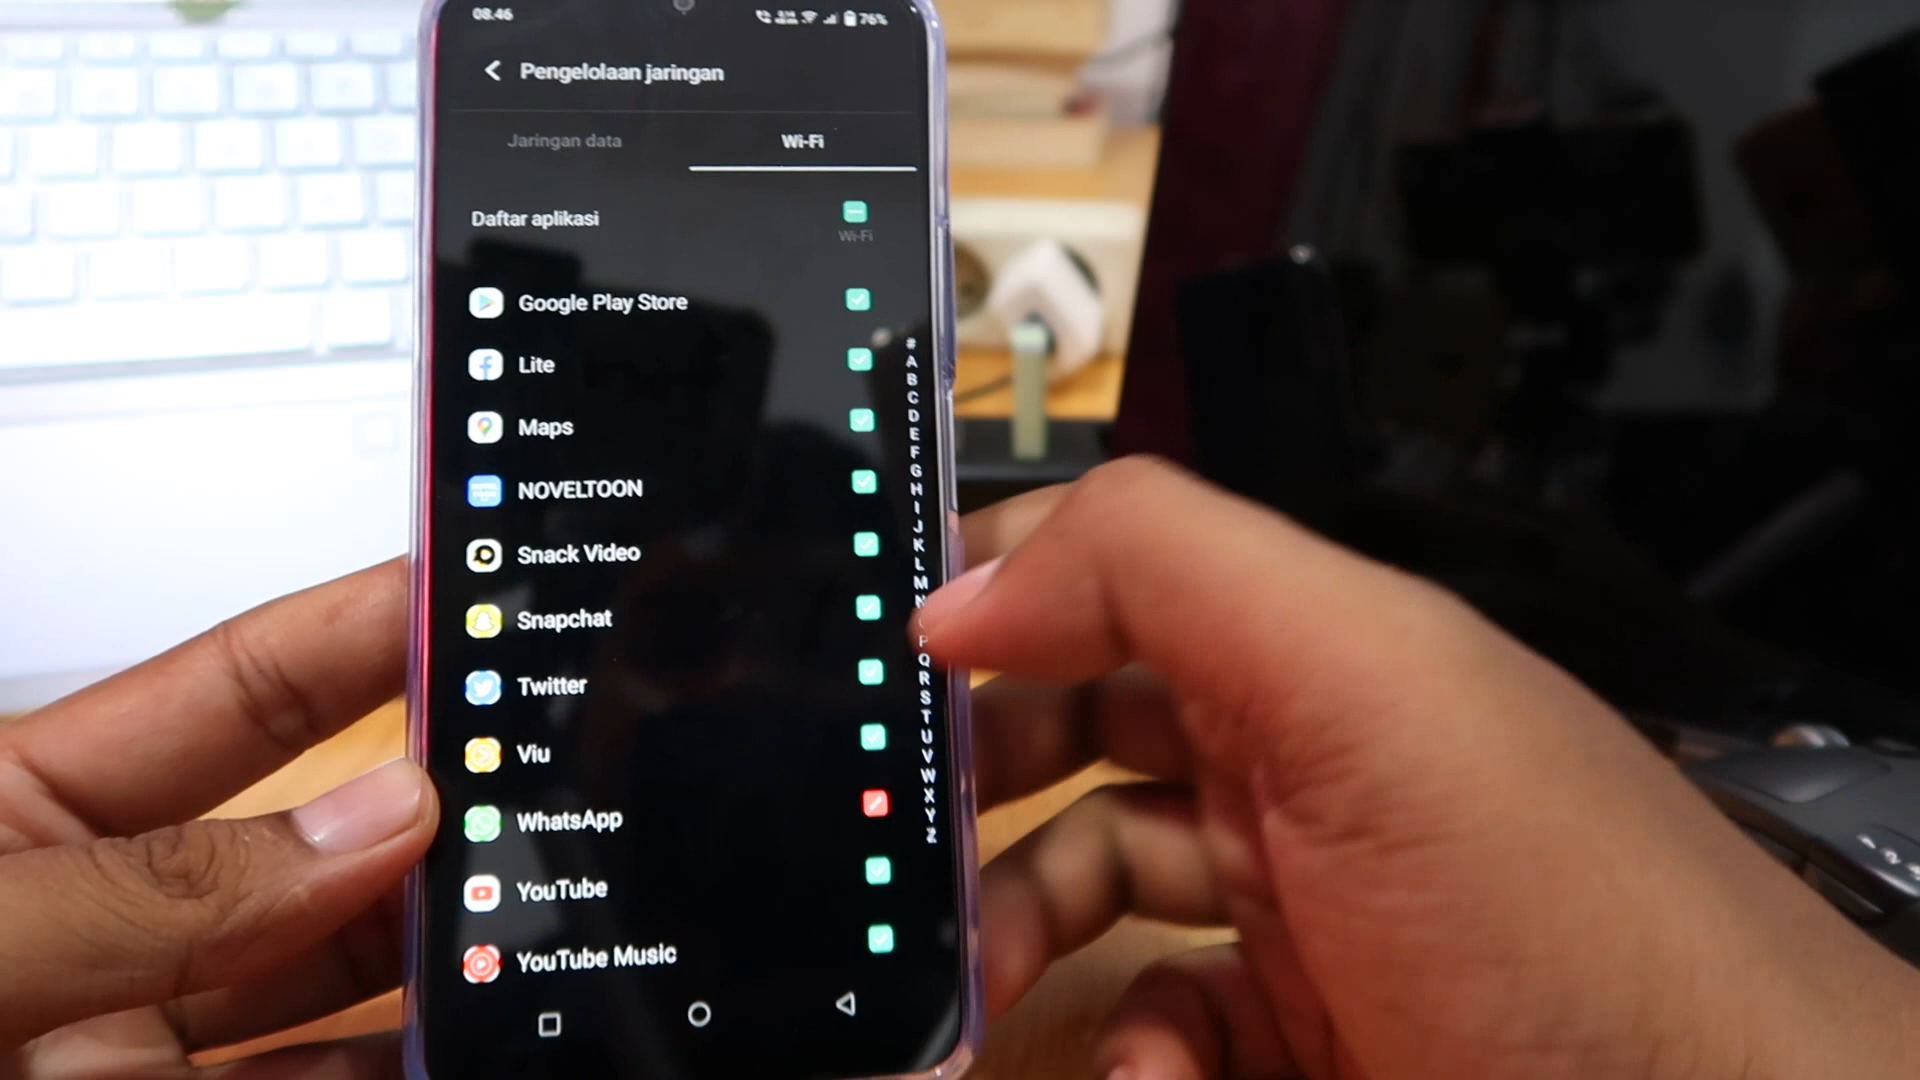 08.46
76%
Pengelolaan jaringan
Jaringan data
Wi-Fi
Daftar aplikasi
Wi-Fi
Google Play Store
Lite
Maps
NOVELTOON
Snack Video
Snapchat
Twitter
Viu
WhatsApp
YouTube
YouTube Music
#
A
B
C
D
E
F
G
H
I
J
K
L
M
N
P
Q
R
S
T
U
V
W
X
Y
Z